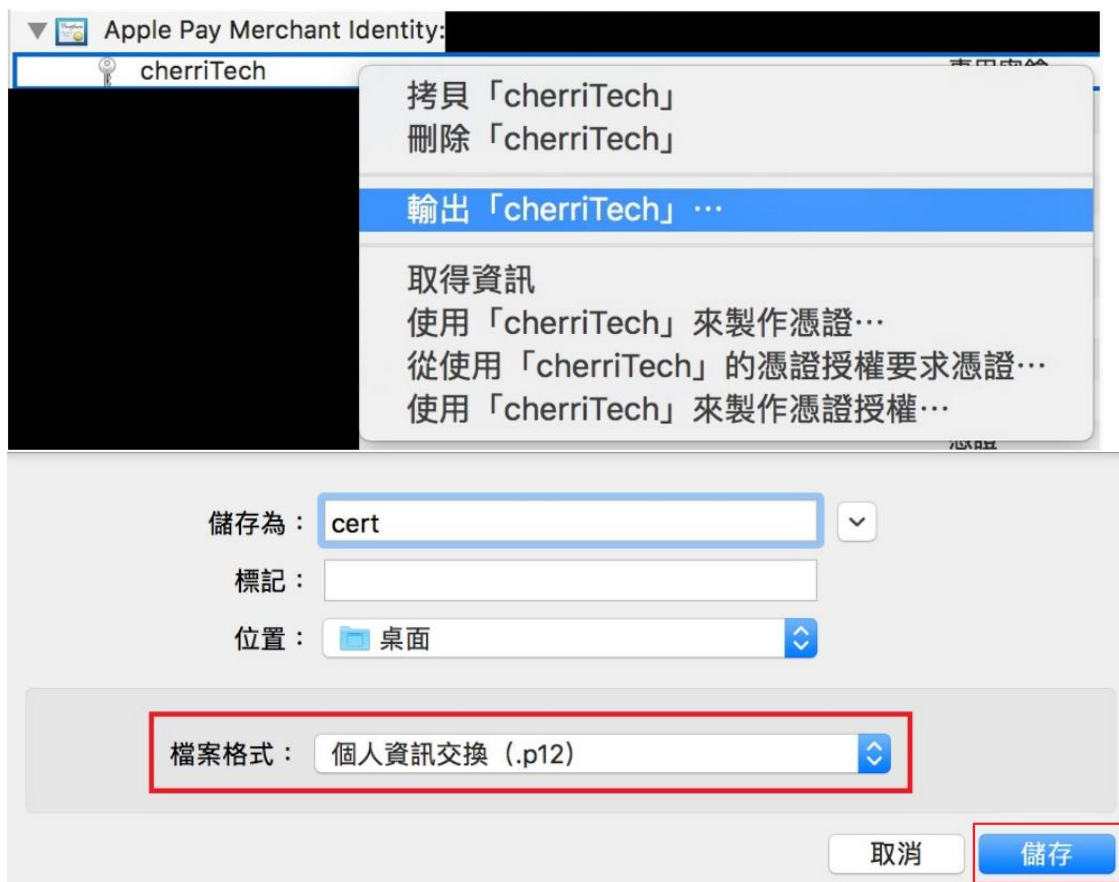 Apple Pay Merchant Identity:
cherriTech
拷貝「cherriTech」
刪除「cherriTech」
輸出「cherriTech」…
取得資訊
使用「cherriTech」來製作憑證…
從使用「cherriTech」的憑證授權要求憑證…
使用「cherriTech」來製作憑證授權…
儲存為：cert
標記：
位置：桌面
檔案格式：個人資訊交換（.p12）
取消 儲存